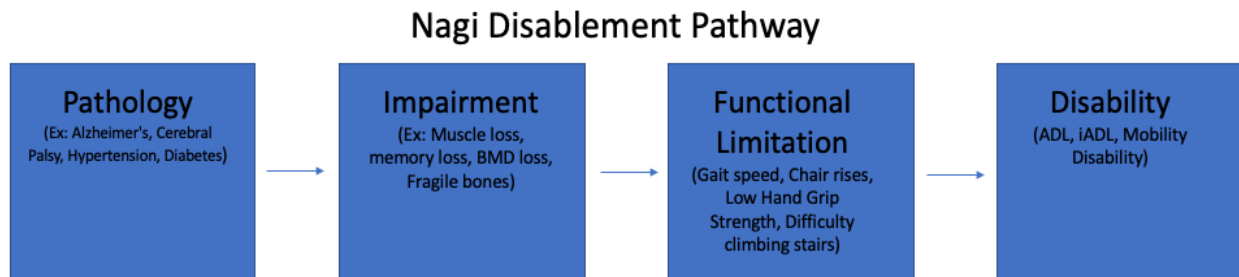 Nagi Disablement Pathway
Pathology
(Ex: Alzheimer's, Cerebral
Palsy, Hypertension, Diabetes)
Impairment
(Ex: Muscle loss,
memory loss, BMD loss,
Fragile bones)
Functional
Limitation
(Gait speed, Chair rises,
Low Hand Grip
Strength, Difficulty
climbing stairs)
Disability
(ADL, iADL, Mobility
Disability)